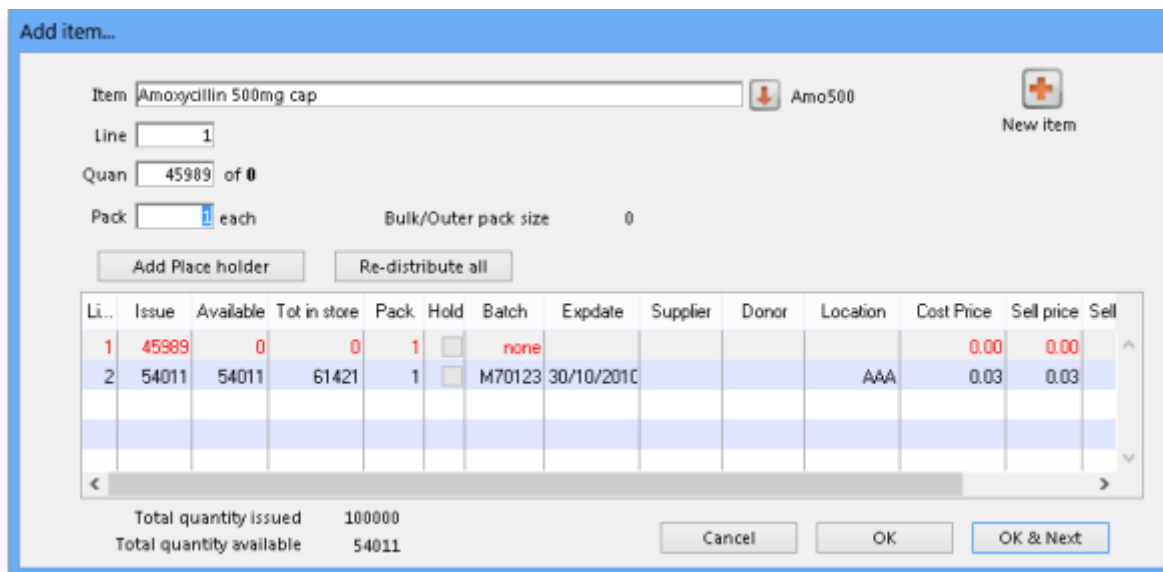 Add item...
Item Amoxycillin 500mg cap Amo500
New item
Line 1
Quan 45989 of 0
Pack 1 each Bulk/Outer pack size 0
Add Place holder Re-distribute all
Li... Issue Available Tot in store Pack Hold Batch Expdate Supplier Donor Location Cost Price Sell price Sell
1 45989 0 0 1 none 0.00 0.00
2 54011 54011 61421 1 M70123 30/10/2010 AAA 0.03 0.03
Total quantity issued 100000
Total quantity available 54011
Cancel OK OK & Next